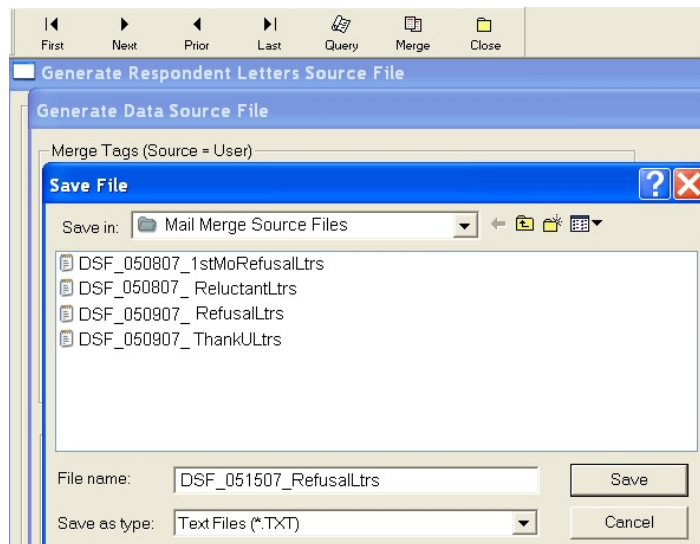 First Next Prior Last Query Merge Close
Generate Respondent Letters Source File
Generate Data Source File
Merge Tags (Source = User)
Save File
Save in: Mail Merge Source Files
DSF_050807_1stMoRefusalLtrs
DSF_050807_ ReluctantLtrs
DSF_050907_ RefusalLtrs
DSF_050907_ ThankULtrs
File name: DSF_051507_RefusalLtrs Save
Save as type: Text Files (*.TXT) Cancel